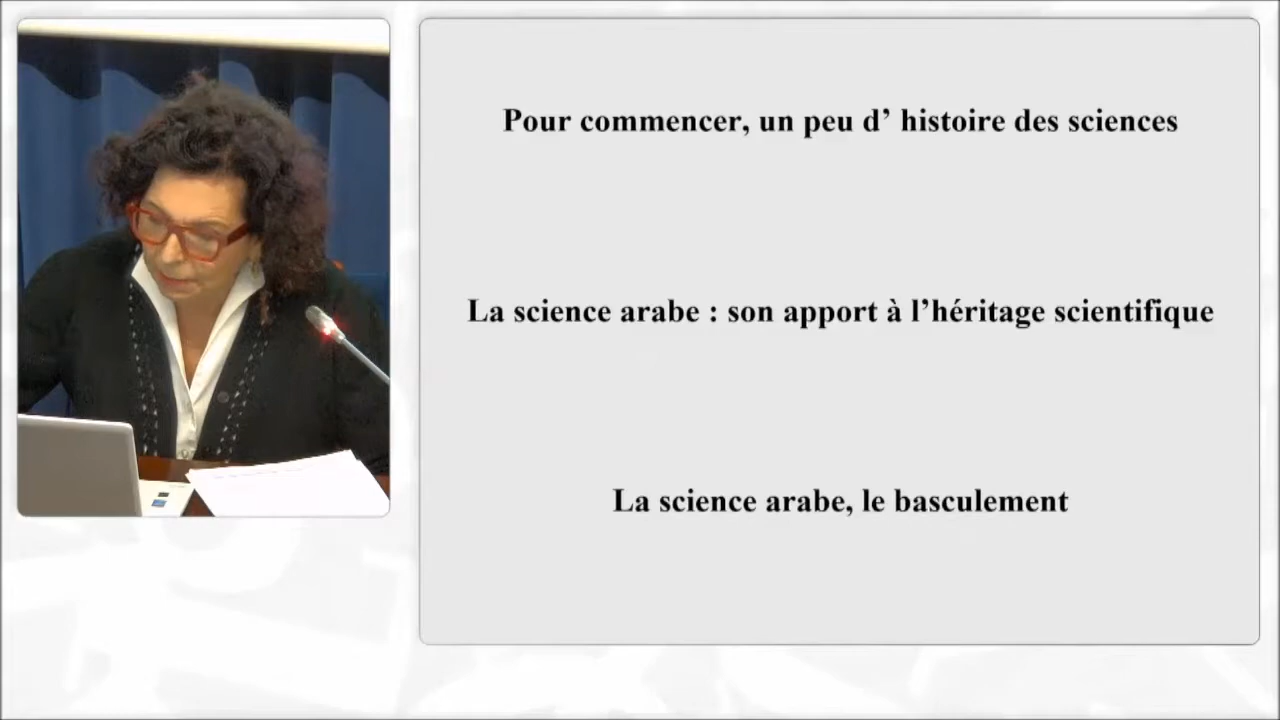 Pour commencer, un peu d’ histoire des sciences
La science arabe : son apport à l’héritage scientifique
La science arabe, le basculement